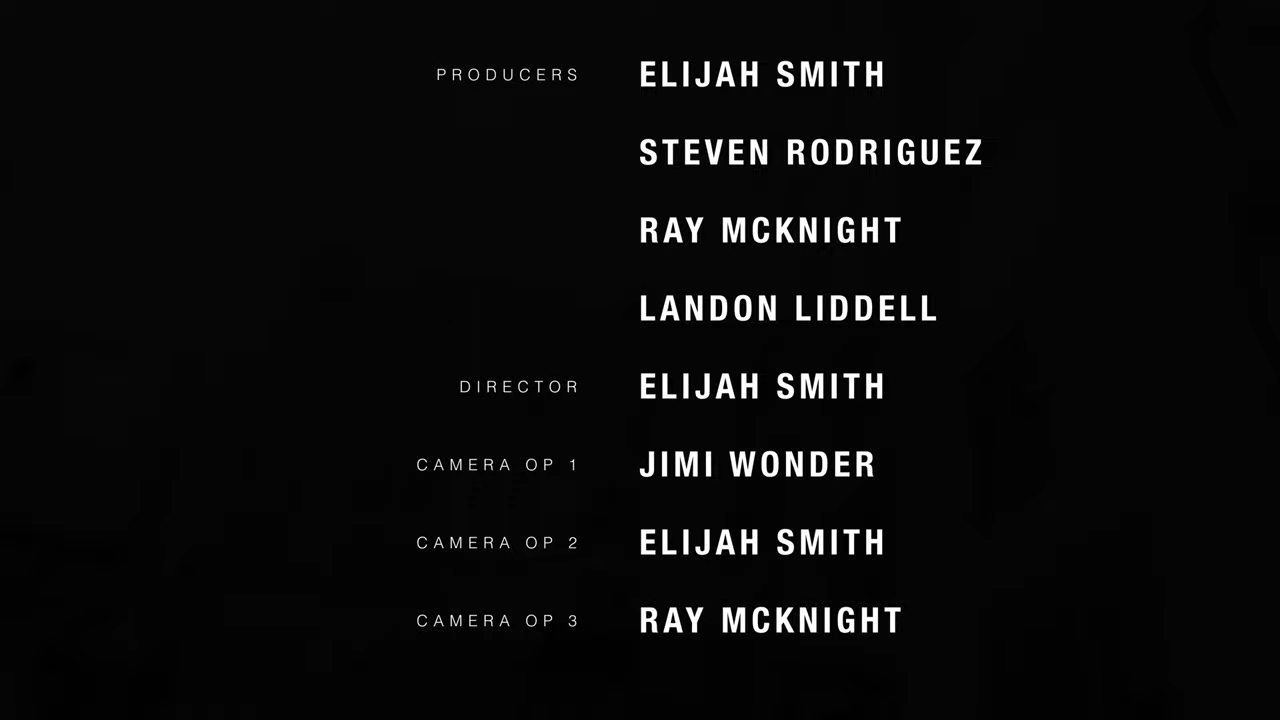 PRODUCERS ELIJAH SMITH
STEVEN RODRIGUEZ
RAY MCKNIGHT
LANDON LIDDELL
DIRECTOR ELIJAH SMITH
CAMERA OP 1 JIMI WONDER
CAMERA OP 2 ELIJAH SMITH
CAMERA OP 3 RAY MCKNIGHT